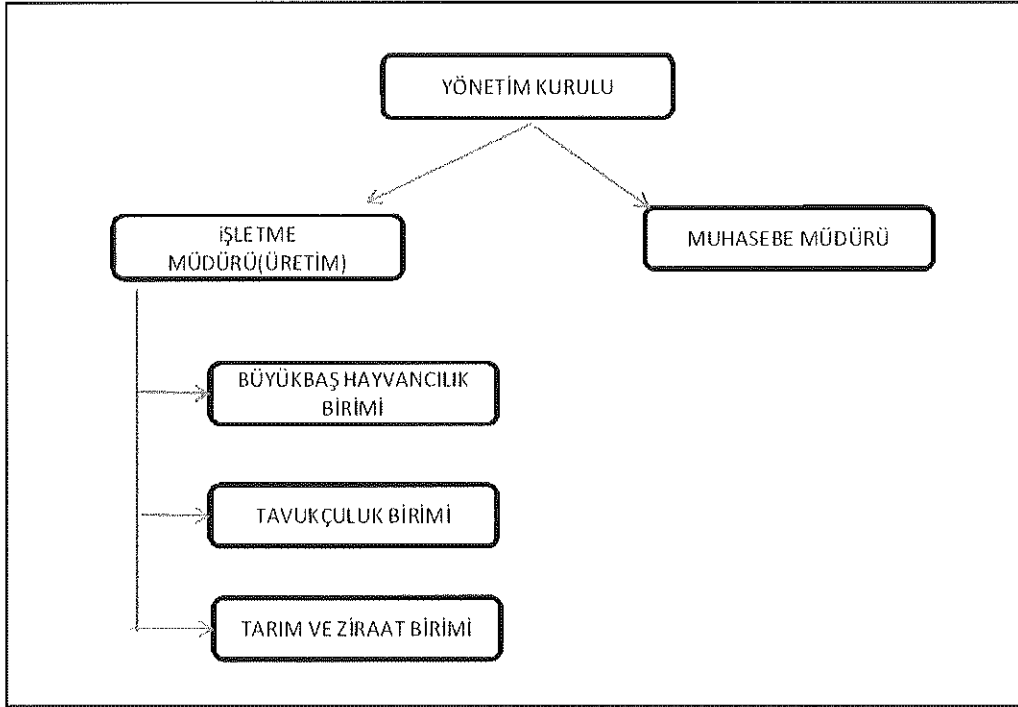 YÖNETİM KURULU
İŞLETME
MÜDÜRÜ(ÜRETİM)
MUHASEBE MÜDÜRÜ
BÜYÜKBAŞ HAYVANCILIK
BİRİMİ
TAVUKÇULUK BİRİMİ
TARIM VE ZİRAAT BİRİMİ